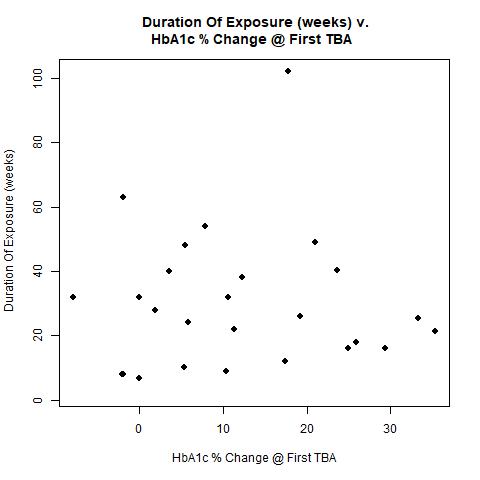 Duration Of Exposure (weeks) v.
HbA1c % Change @ First TBA
Duration Of Exposure (weeks)
100
80
60
40
20
0
0 10 20 30
HbA1c % Change @ First TBA